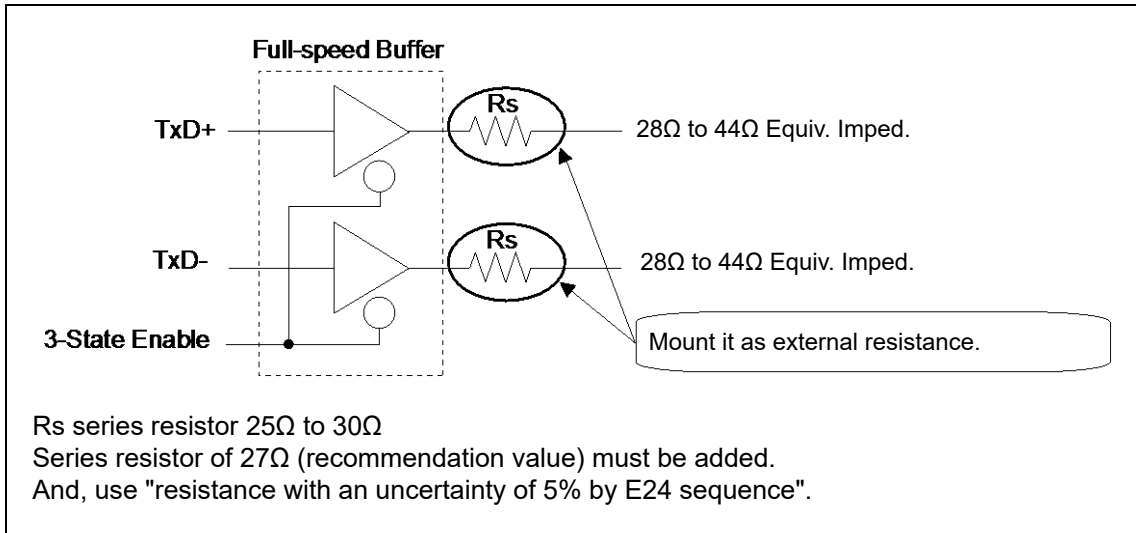 Full-speed Buffer
Rs
TxD+
28Ω to 44Ω Equiv. Imped.
Rs
TxD-
28Ω to 44Ω Equiv. Imped.
3-State Enable
Mount it as external resistance.
Rs series resistor 25Ω to 30Ω
Series resistor of 27Ω (recommendation value) must be added.
And, use "resistance with an uncertainty of 5% by E24 sequence".